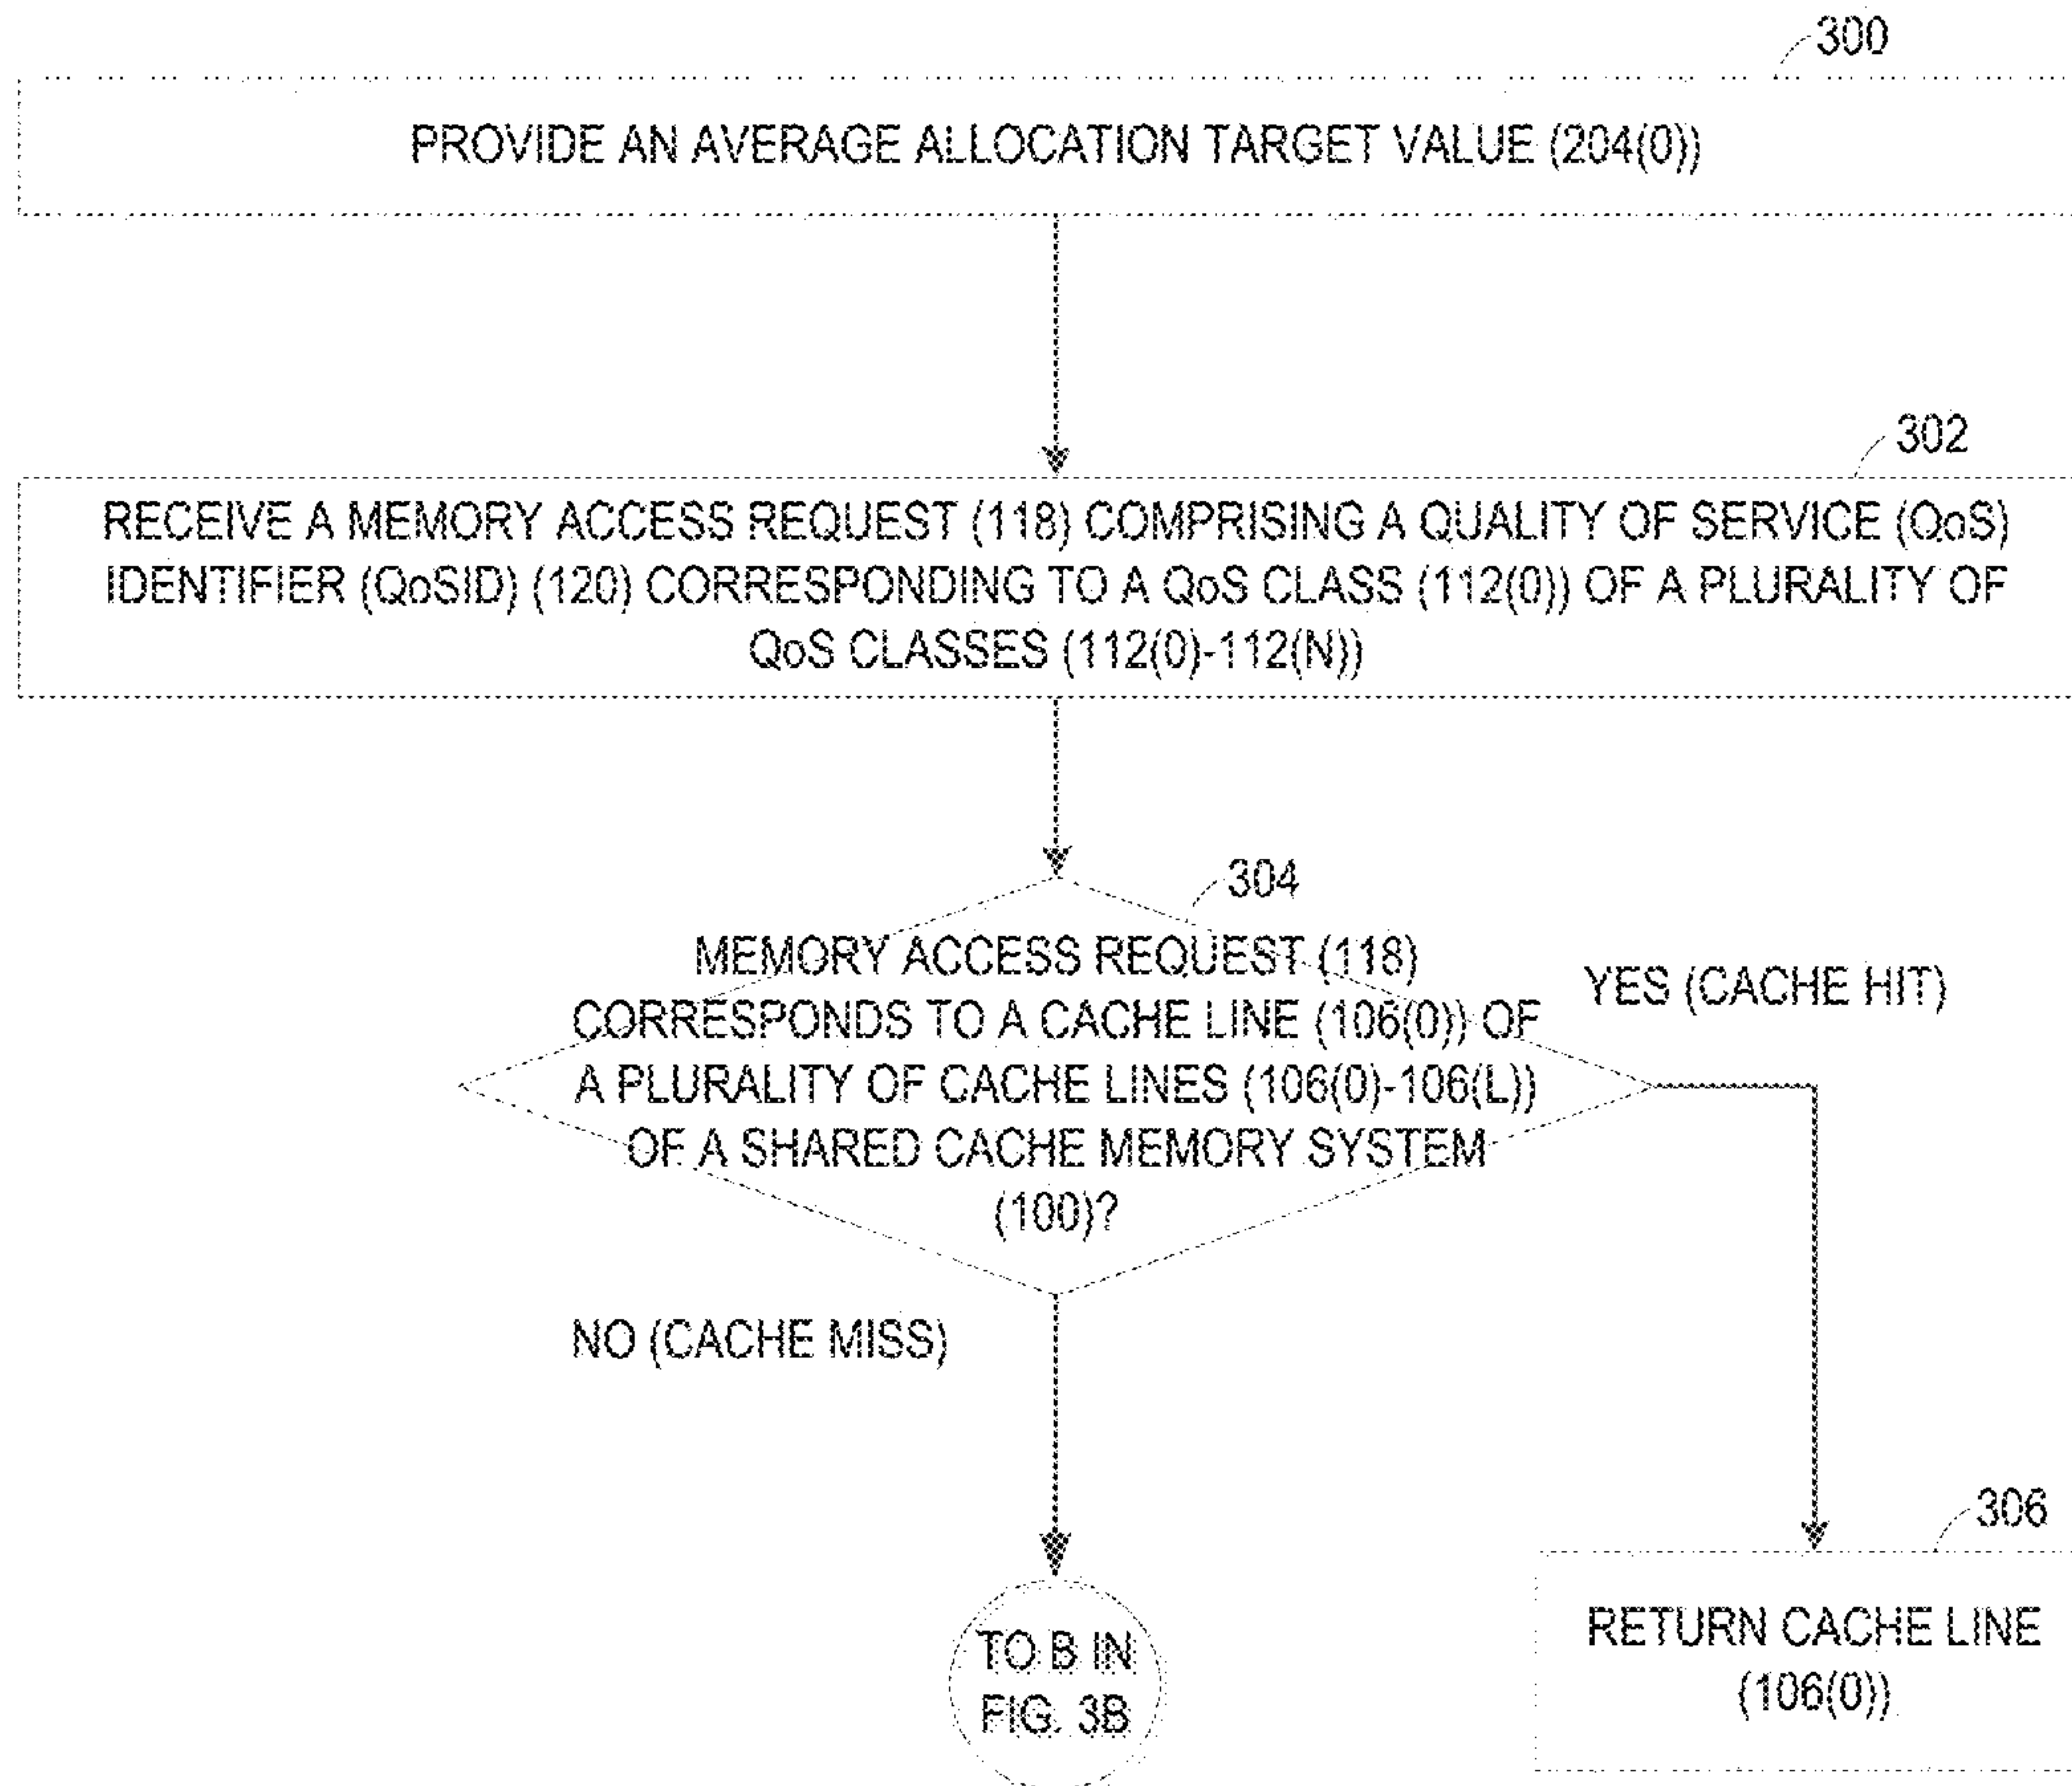 300
PROVIDE AN AVERAGE ALLOCATION TARGET VALUE (204(0))
302
RECEIVE A MEMORY ACCESS REQUEST (118) COMPRISING A QUALITY OF SERVICE (QoS)
IDENTIFIER (QoSID) (120) CORRESPONDING TO A QoS CLASS (112(0)) OF A PLURALITY OF
QoS CLASSES (112(0)-112(N))
304
MEMORY ACCESS REQUEST (118)
CORRESPONDS TO A CACHE LINE (106(0)) OF
A PLURALITY OF CACHE LINES (106(0)-106(L))
OF A SHARED CACHE MEMORY SYSTEM
(100)?
YES (CACHE HIT)
NO (CACHE MISS)
306
RETURN CACHE LINE
(106(0))
TO B IN
FIG. 3B